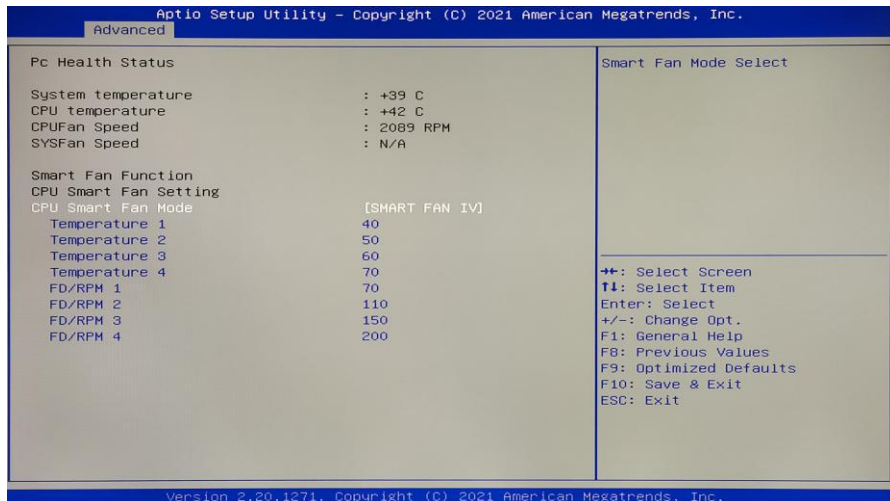 Aptio Setup Utility – Copyright (C) 2021 American Megatrends, Inc.
Advanced
Pc Health Status
System temperature : +39 C
CPU temperature : +42 C
CPUFan Speed : 2089 RPM
SYSFan Speed : N/A
Smart Fan Function
CPU Smart Fan Setting
CPU Smart Fan Mode [SMART FAN IV]
Temperature 1 40
Temperature 2 50
Temperature 3 60
Temperature 4 70
FD/RPM 1 70
FD/RPM 2 110
FD/RPM 3 150
FD/RPM 4 200
Smart Fan Mode Select
→←: Select Screen
↑↓: Select Item
Enter: Select
+/-: Change Opt.
F1: General Help
F8: Previous Values
F9: Optimized Defaults
F10: Save & Exit
ESC: Exit
Version 2.20.1271. Copyright (C) 2021 American Megatrends, Inc.